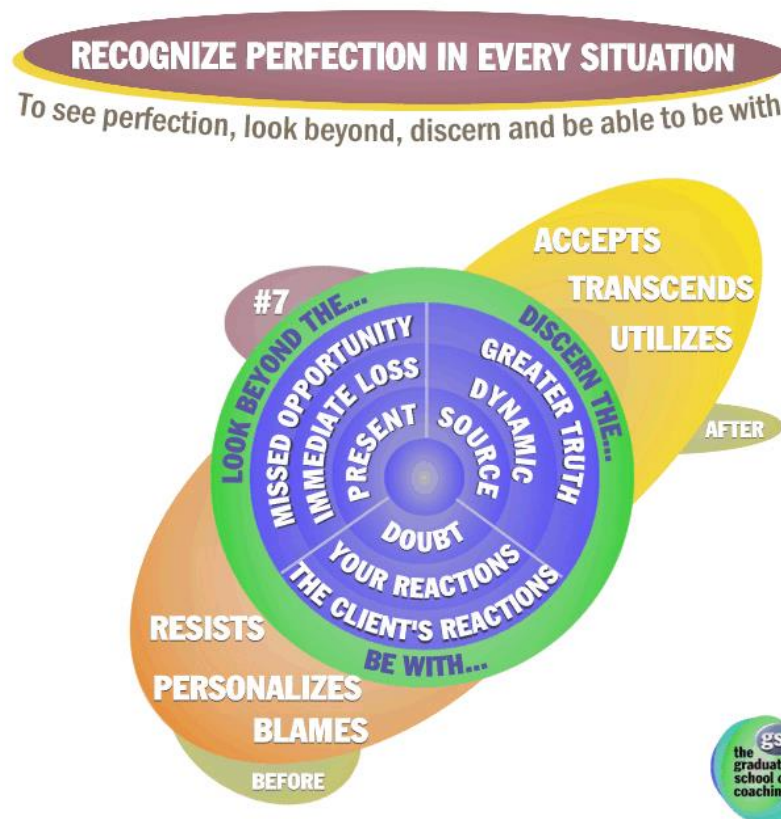 RECOGNIZE PERFECTION IN EVERY SITUATION
To see perfection, look beyond, discern and be able to be with
#7
LOOK BEYOND THE...
MISSED OPPORTUNITY
IMMEDIATE LOSS
PRESENT
DISCERN THE...
GREATER TRUTH
DYNAMIC
SOURCE
BE WITH...
DOUBT
YOUR REACTIONS
THE CLIENT'S REACTIONS
ACCEPTS
TRANSCENDS
UTILIZES
AFTER
RESISTS
PERSONALIZES
BLAMES
BEFORE
gs
the
graduat
school o
coachin